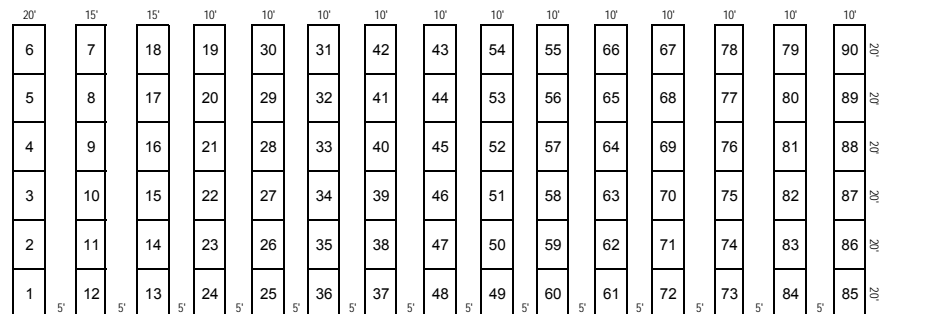 20' 15' 15' 10' 10' 10' 10' 10' 10' 10' 10' 10' 10' 10' 10'
6 7 18 19 30 31 42 43 54 55 66 67 78 79 90 20'
5 8 17 20 29 32 41 44 53 56 65 68 77 80 89 20'
4 9 16 21 28 33 40 45 52 57 64 69 76 81 88 20'
3 10 15 22 27 34 39 46 51 58 63 70 75 82 87 20'
2 11 14 23 26 35 38 47 50 59 62 71 74 83 86 20'
1 12 13 24 25 36 37 48 49 60 61 72 73 84 85 20'
5' 5' 5' 5' 5' 5' 5' 5' 5' 5' 5' 5' 5' 5'